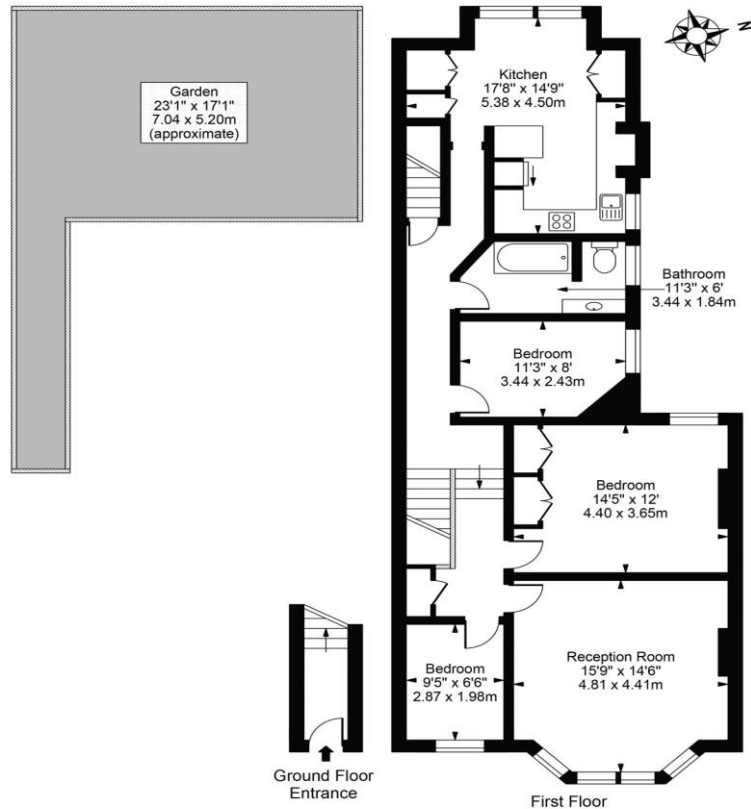 Garden
23'1" x 17'1"
7.04 x 5.20m
(approximate)
N
Kitchen
17'8" x 14'9"
5.38 x 4.50m
Bathroom
11'3" x 6'
3.44 x 1.84m
Bedroom
11'3" x 8'
3.44 x 2.43m
Bedroom
14'5" x 12'
4.40 x 3.65m
Bedroom
9'5" x 6'6"
2.87 x 1.98m
Reception Room
15'9" x 14'6"
4.81 x 4.41m
Ground Floor
Entrance
First Floor